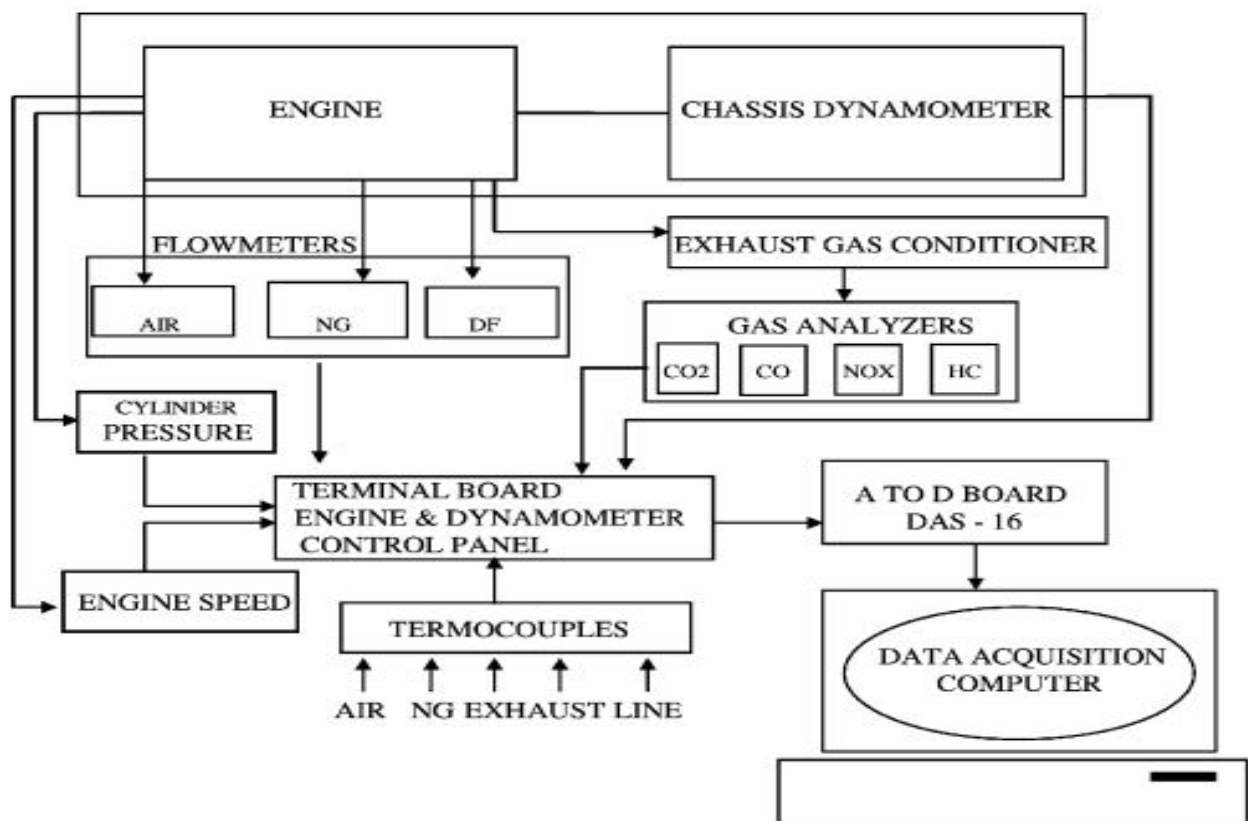 ENGINE
CHASSIS DYNAMOMETER
FLOWMETERS
EXHAUST GAS CONDITIONER
AIR
NG
DF
GAS ANALYZERS
CO2
CO
NOX
HC
CYLINDER
PRESSURE
TERMINAL BOARD
ENGINE & DYNAMOMETER
CONTROL PANEL
A TO D BOARD
DAS - 16
ENGINE SPEED
TERMOCOUPLES
DATA ACQUISITION
COMPUTER
AIR NG EXHAUST LINE